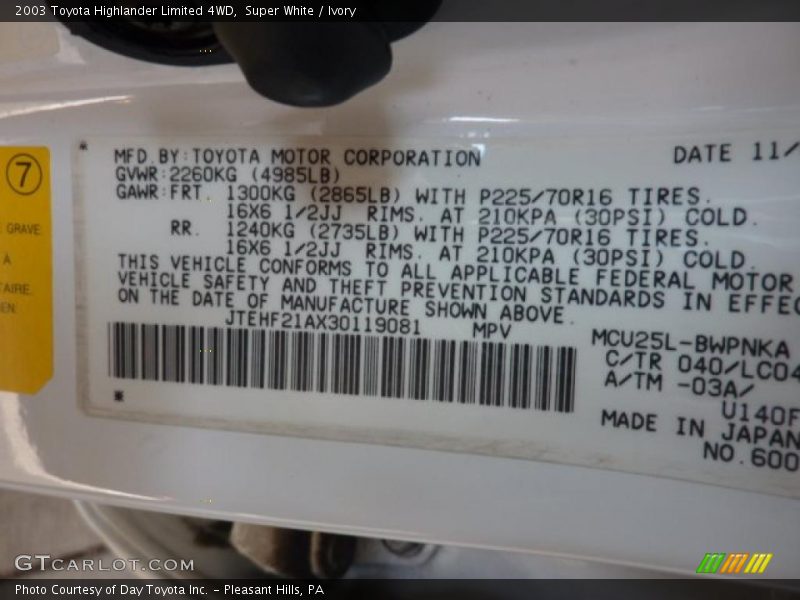 2003 Toyota Highlander Limited 4WD, Super White / Ivory
7
GRAVE
À
TAIRE.
EN:
MFD.BY:TOYOTA MOTOR CORPORATION
DATE 11/
GVWR:2260KG (4985LB)
GAWR:FRT. 1300KG (2865LB) WITH P225/70R16 TIRES.
16X6 1/2JJ RIMS. AT 210KPA (30PSI) COLD.
RR. 1240KG (2735LB) WITH P225/70R16 TIRES.
16X6 1/2JJ RIMS. AT 210KPA (30PSI) COLD.
THIS VEHICLE CONFORMS TO ALL APPLICABLE FEDERAL MOTOR
VEHICLE SAFETY AND THEFT PREVENTION STANDARDS IN EFFEC
ON THE DATE OF MANUFACTURE SHOWN ABOVE.
JTEHF21AX30119081 MPV
MCU25L-BWPNKA
C/TR 040/LC04
A/TM -03A/
U140F
MADE IN JAPAN
NO.600
GTCARLOT.COM
Photo Courtesy of Day Toyota Inc. - Pleasant Hills, PA